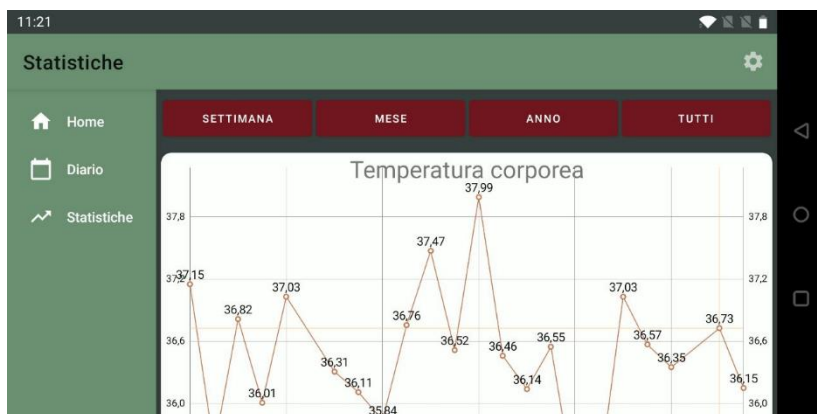 11:21
Statistiche
Home
Diario
Statistiche
SETTIMANA MESE ANNO TUTTI
Temperatura corporea
37,99
37,8 37,8
37,47
37,2 37,15 37,03 37,03 37,2
36,82 36,76 36,73
36,6 36,52 36,46 36,55 36,57 36,6
36,31 36,35
36,11 36,14 36,15
36,0 36,01 36,0
35,84